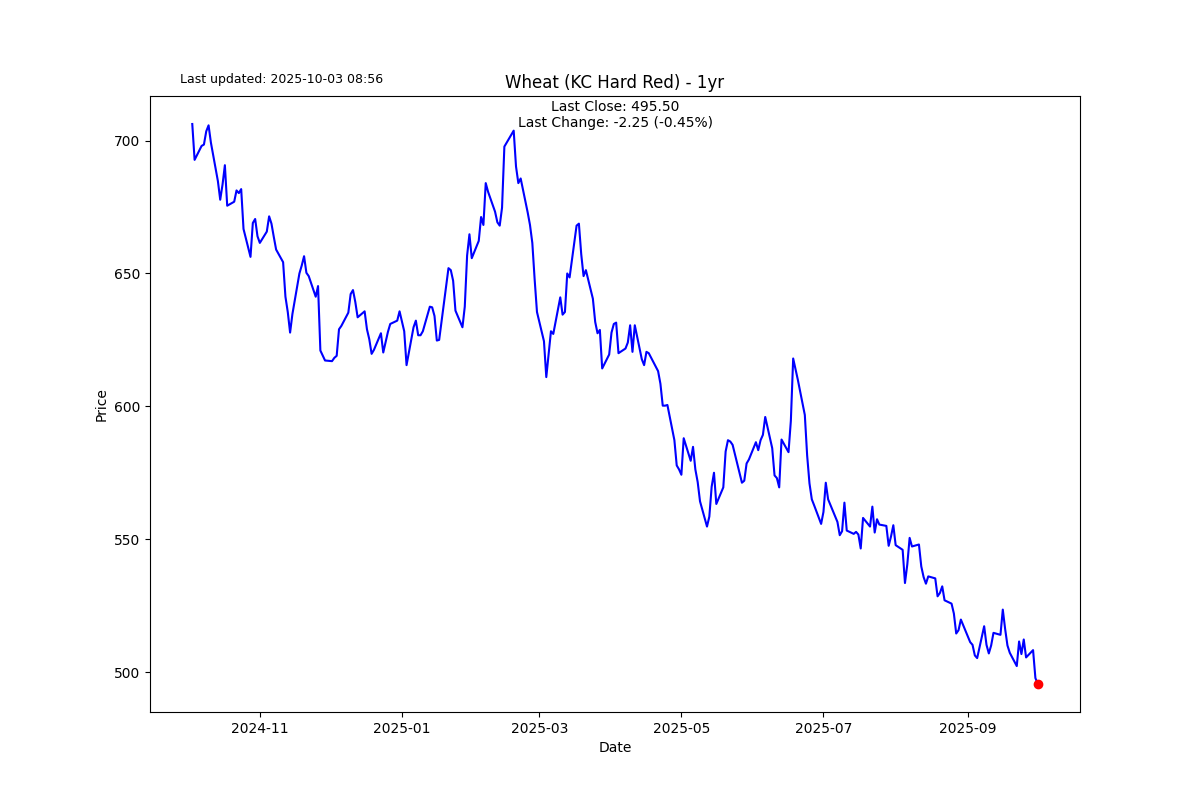 Last updated: 2025-10-03 08:56
Wheat (KC Hard Red) - 1yr
Last Close: 495.50
Last Change: -2.25 (-0.45%)
Price
700
650
600
550
500
2024-11
2025-01
2025-03
2025-05
2025-07
2025-09
Date